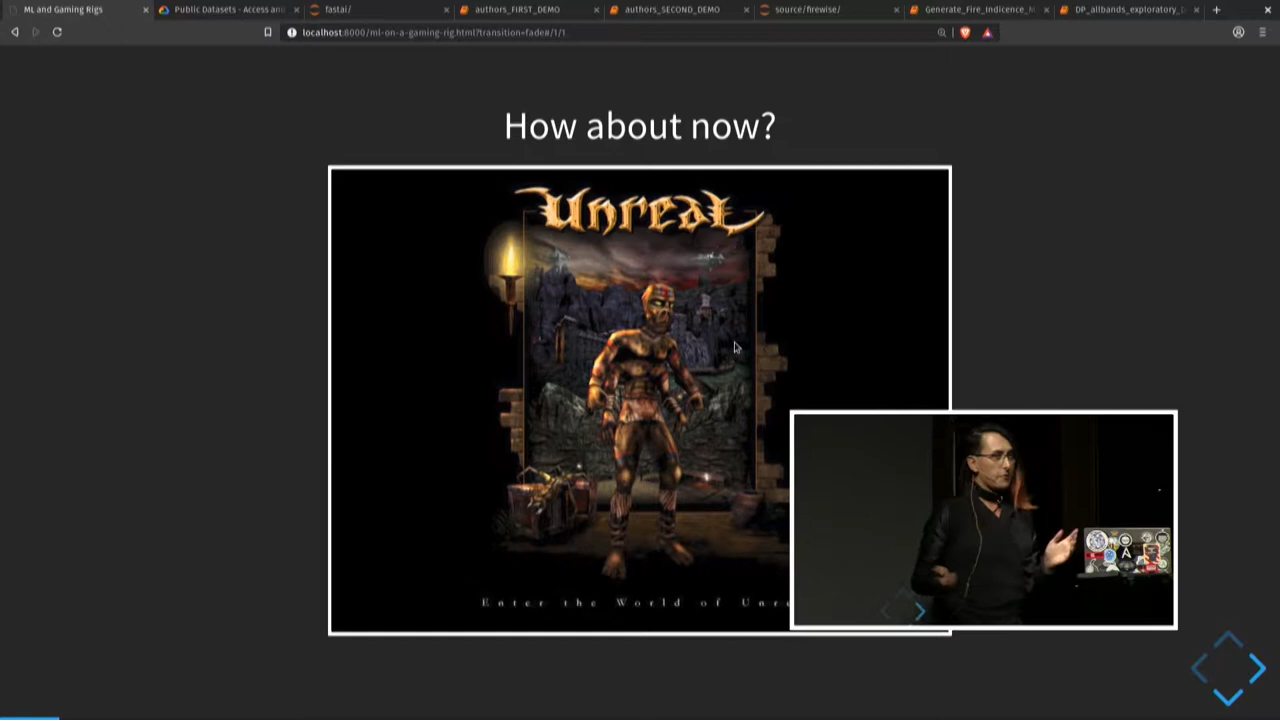 ML and Gaming Rigs
Public Datasets - Access an
fastai/
authors_FIRST_DEMO
authors_SECOND_DEMO
source/firewise/
Generate_Fire_Indicence_
DP_allbands_exploratory_
localhost:8000/ml-on-a-gaming-rig.html?transition=fade#/1/1
How about now?
Unreal
Enter the World of Unre